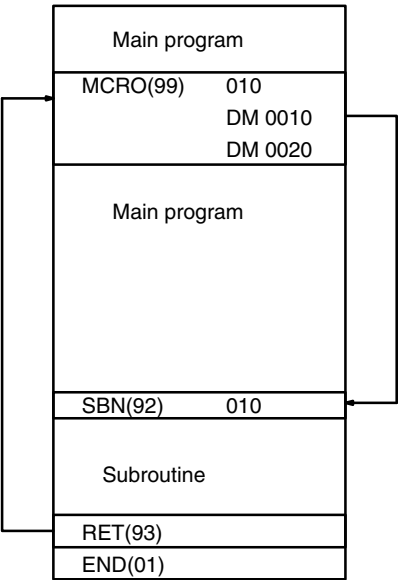 Main program
MCRO(99) 010
DM 0010
DM 0020
Main program
SBN(92) 010
Subroutine
RET(93)
END(01)